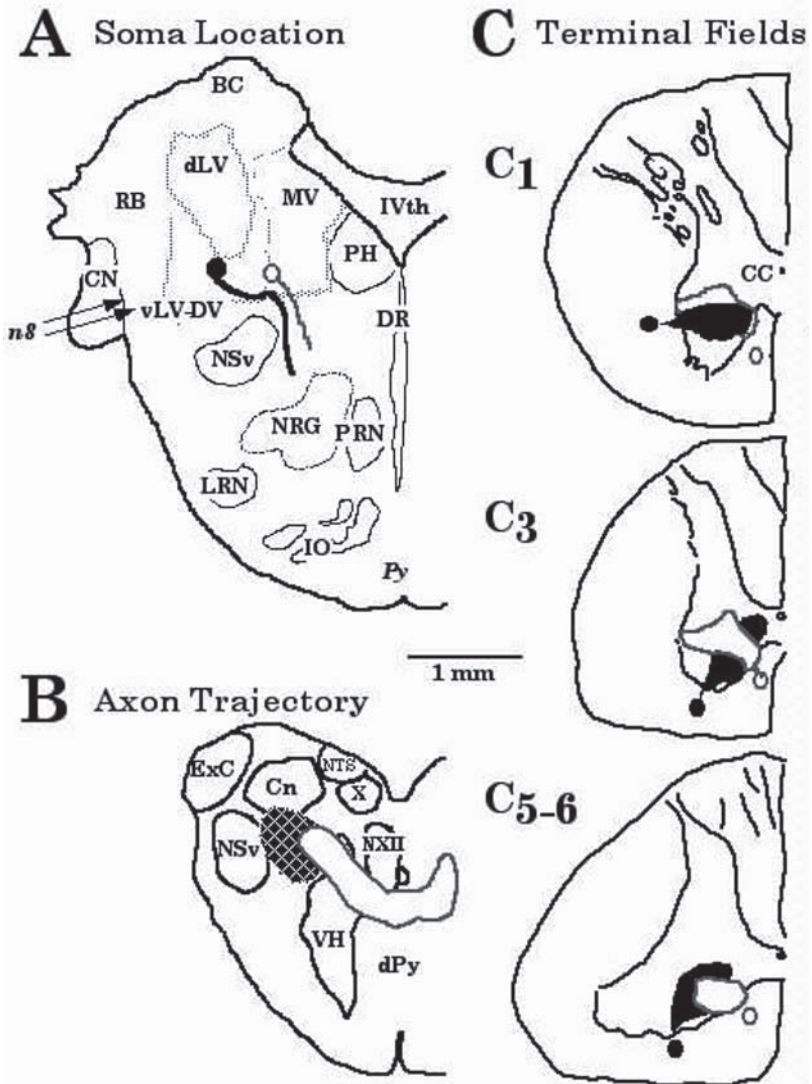 A Soma Location
BC
dLV
MV
RB
IVth
PH
CN
vLV-DV
n8
DR
NSv
NRG
PRN
LRN
IO
Py
1 mm
B Axon Trajectory
ExC
NTS
Cn
X
NSv
NXII
VH
dPy
C Terminal Fields
C1
CC
C3
C5-6